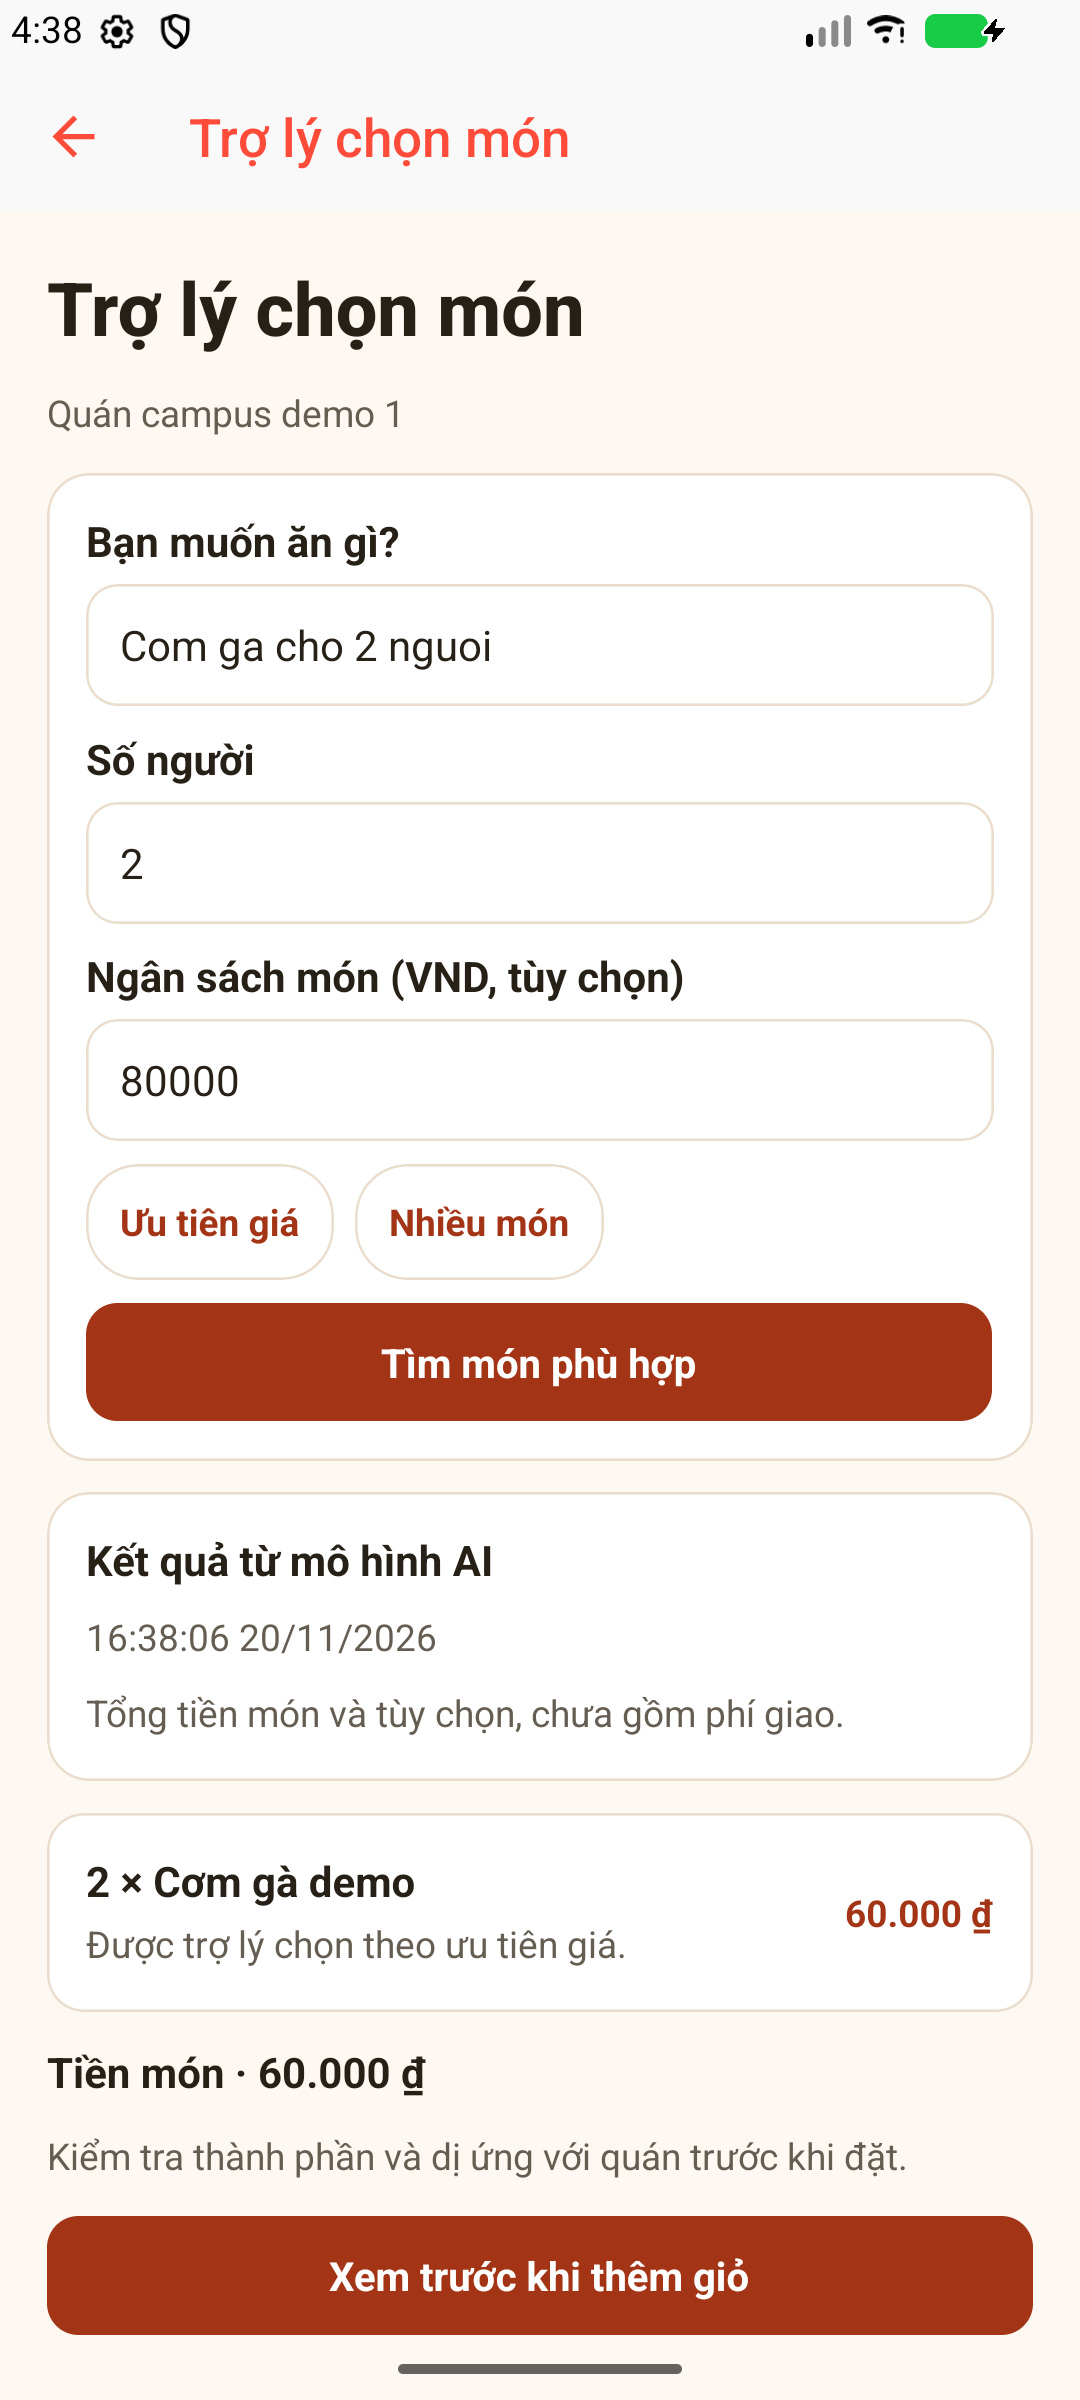 4:38
Trợ lý chọn món
Trợ lý chọn món
Quán campus demo 1
Bạn muốn ăn gì?
Com ga cho 2 nguoi
Số người
2
Ngân sách món (VND, tùy chọn)
80000
Ưu tiên giá
Nhiều món
Tìm món phù hợp
Kết quả từ mô hình AI
16:38:06 20/11/2026
Tổng tiền món và tùy chọn, chưa gồm phí giao.
2 × Cơm gà demo
60.000 ₫
Được trợ lý chọn theo ưu tiên giá.
Tiền món · 60.000 ₫
Kiểm tra thành phần và dị ứng với quán trước khi đặt.
Xem trước khi thêm giỏ